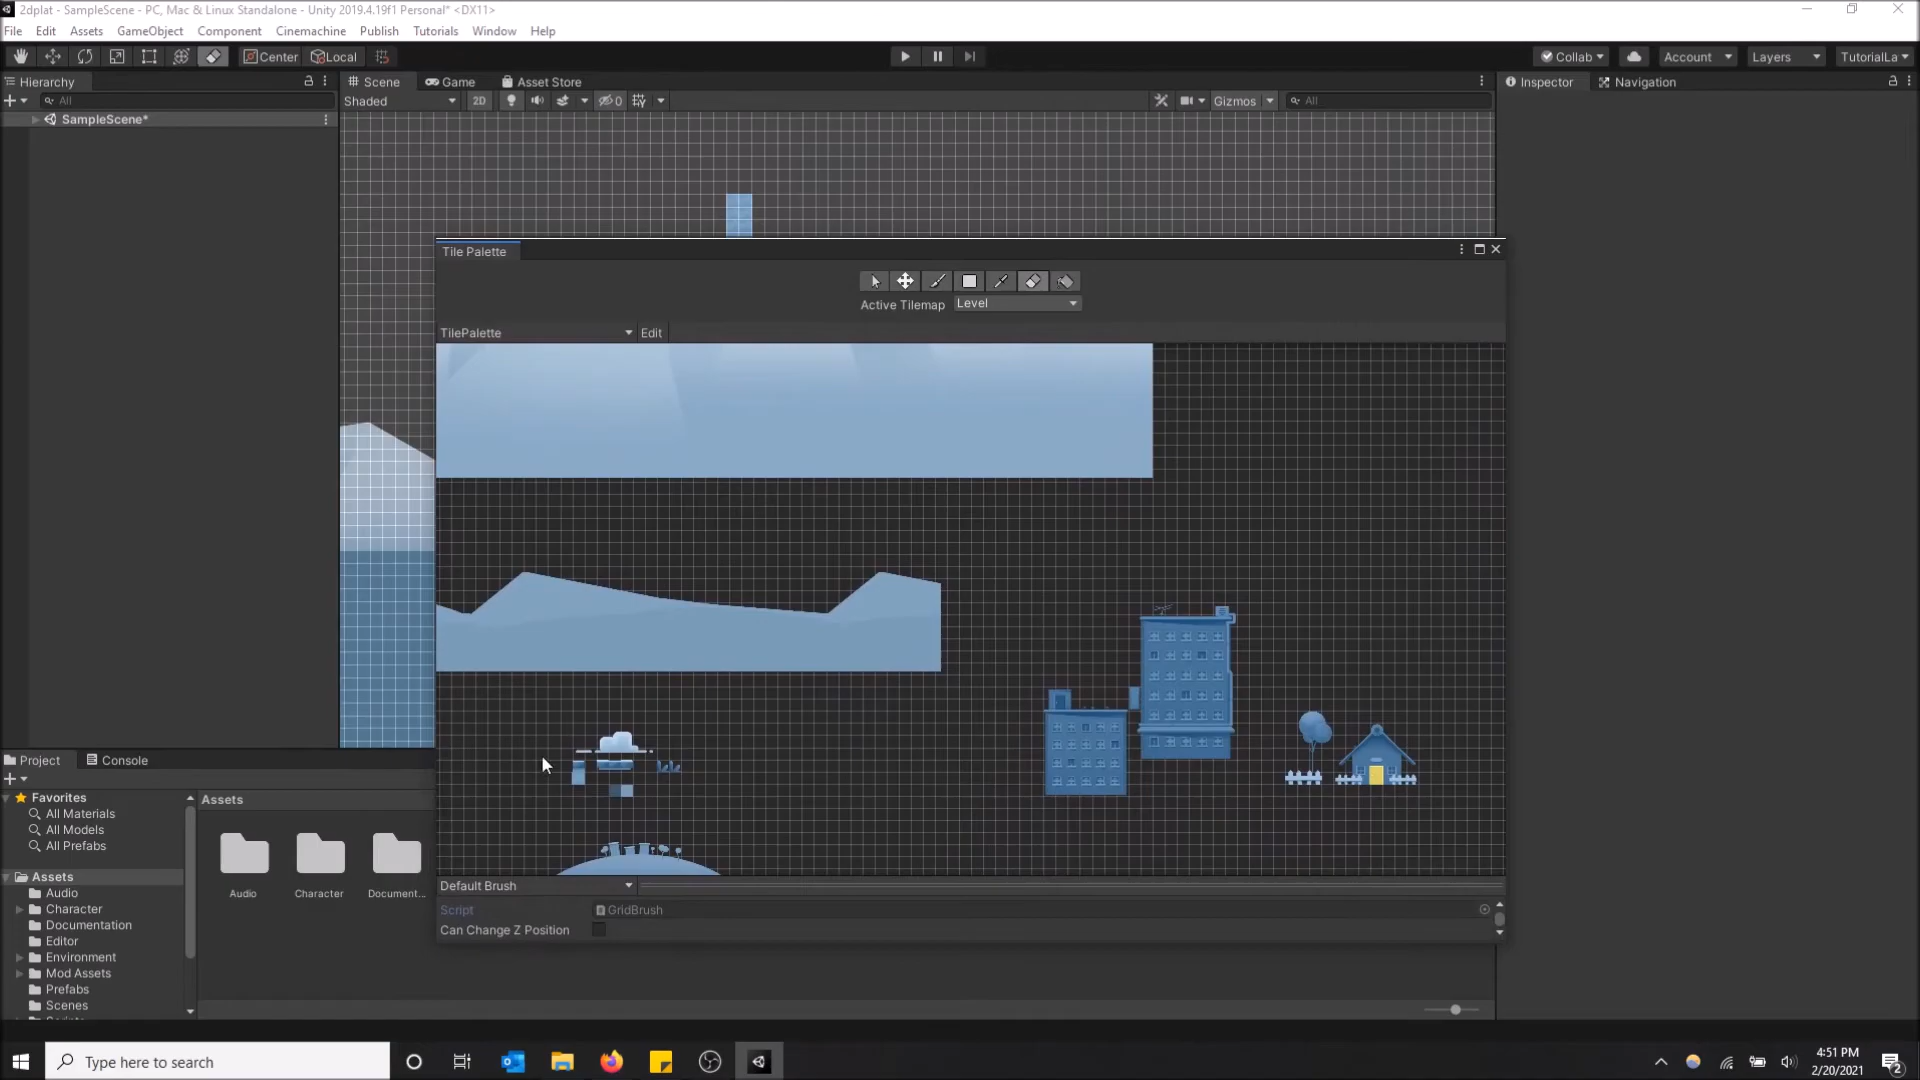 2dplat - SampleScene - PC, Mac & Linux Standalone - Unity 2019.4.19f1 Personal* <DX11>
File Edit Assets GameObject Component Cinemachine Publish Tutorials Window Help
Center Local Collab Account Layers TutorialLa
Hierarchy Scene Game Asset Store Inspector Navigation
All Shaded 2D 0 Gizmos All
SampleScene*
Tile Palette
Active Tilemap Level
TilePalette Edit
Project Console
Favorites Assets
All Materials
All Models
All Prefabs
Assets
Audio
Character
Documentation
Editor
Environment
Mod Assets
Prefabs
Scenes
Audio Character Document...
Default Brush
Script GridBrush
Can Change Z Position
Type here to search
4:51 PM
2/20/2021
2